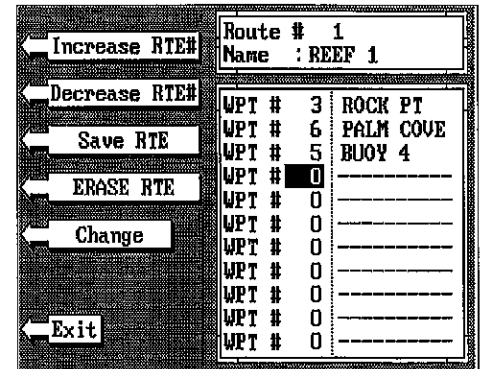 Increase RTE#
Decrease RTE#
Save RTE
ERASE RTE
Change
Exit
Route # 1
Name : REEF 1
WPT # 3 ROCK PT
WPT # 6 PALM COVE
WPT # 5 BUOY 4
WPT # 0 ----------
WPT # 0 ----------
WPT # 0 ----------
WPT # 0 ----------
WPT # 0 ----------
WPT # 0 ----------
WPT # 0 ----------
WPT # 0 ----------